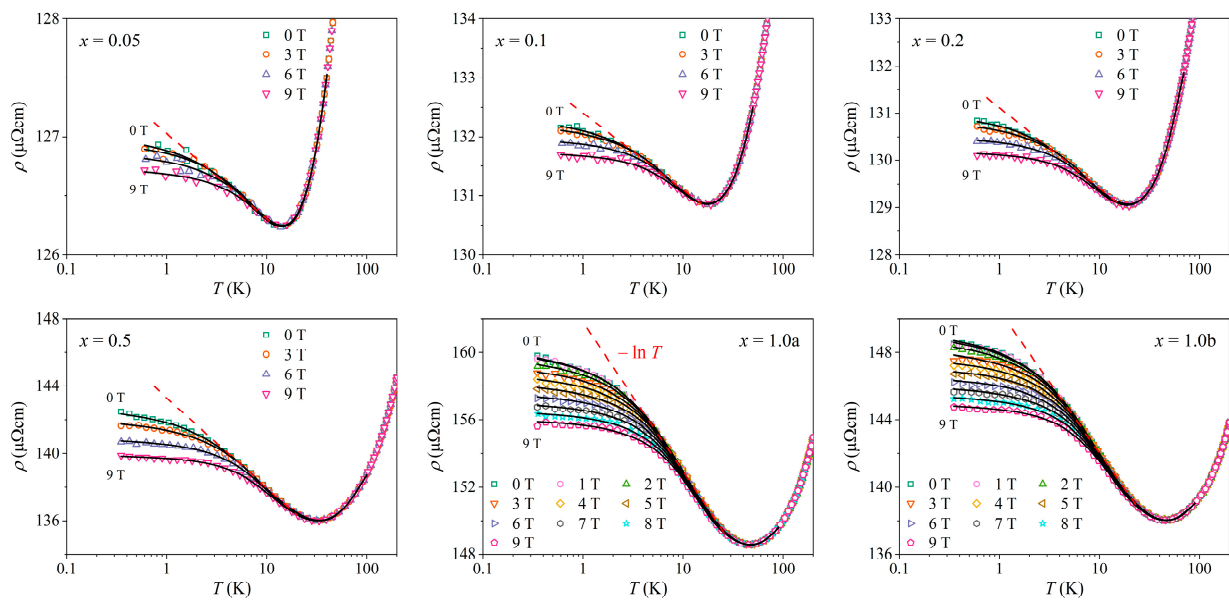 x = 0.05
0 T
3 T
6 T
9 T
0 T
9 T
128
127
126
ρ (μΩcm)
0.1
1
10
100
T (K)
x = 0.1
0 T
3 T
6 T
9 T
0 T
9 T
134
133
132
131
130
ρ (μΩcm)
0.1
1
10
100
T (K)
x = 0.2
0 T
3 T
6 T
9 T
0 T
9 T
133
132
131
130
129
128
ρ (μΩcm)
0.1
1
10
100
T (K)
x = 0.5
0 T
3 T
6 T
9 T
0 T
9 T
148
144
140
136
ρ (μΩcm)
0.1
1
10
100
T (K)
x = 1.0a
0 T
– ln T
9 T
0 T 1 T 2 T
3 T 4 T 5 T
6 T 7 T 8 T
9 T
160
156
152
148
ρ (μΩcm)
0.1
1
10
100
T (K)
x = 1.0b
0 T
9 T
0 T 1 T 2 T
3 T 4 T 5 T
6 T 7 T 8 T
9 T
148
144
140
136
ρ (μΩcm)
0.1
1
10
100
T (K)